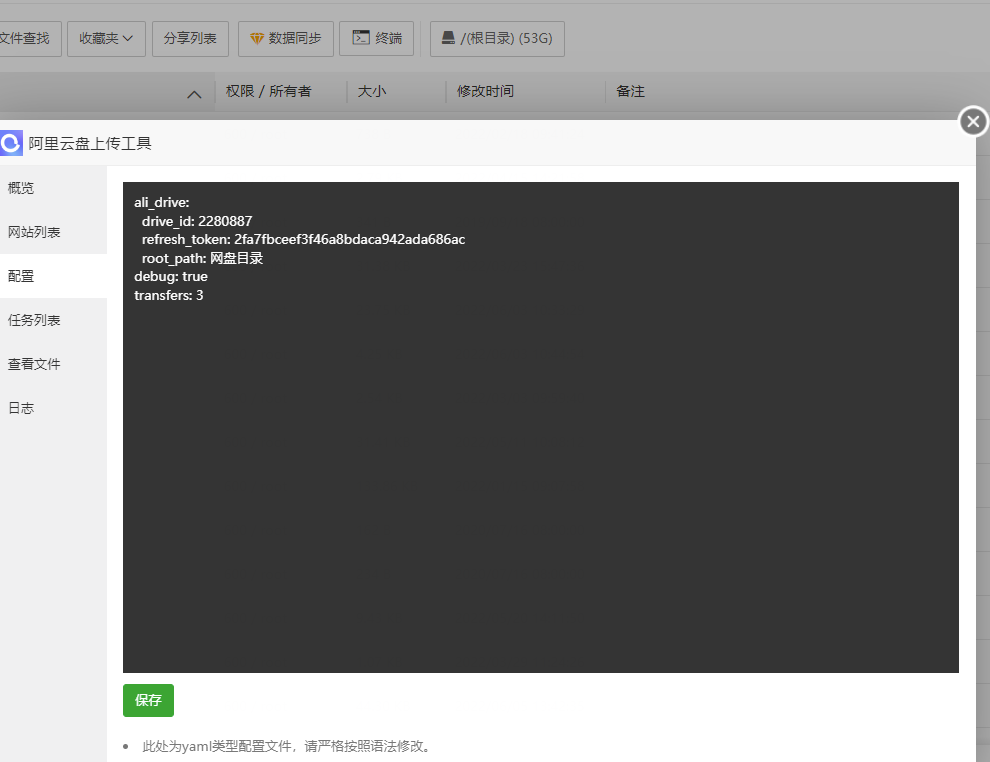 文件查找 收藏夹 分享列表 数据同步 终端 /(根目录) (53G)
权限 / 所有者 大小 修改时间 备注
阿里云盘上传工具
概览
网站列表
配置
任务列表
查看文件
日志
ali_drive:
  drive_id: 2280887
  refresh_token: 2fa7fbceef3f46a8bdaca942ada686ac
  root_path: 网盘目录
debug: true
transfers: 3
保存
此处为yaml类型配置文件，请严格按照语法修改。